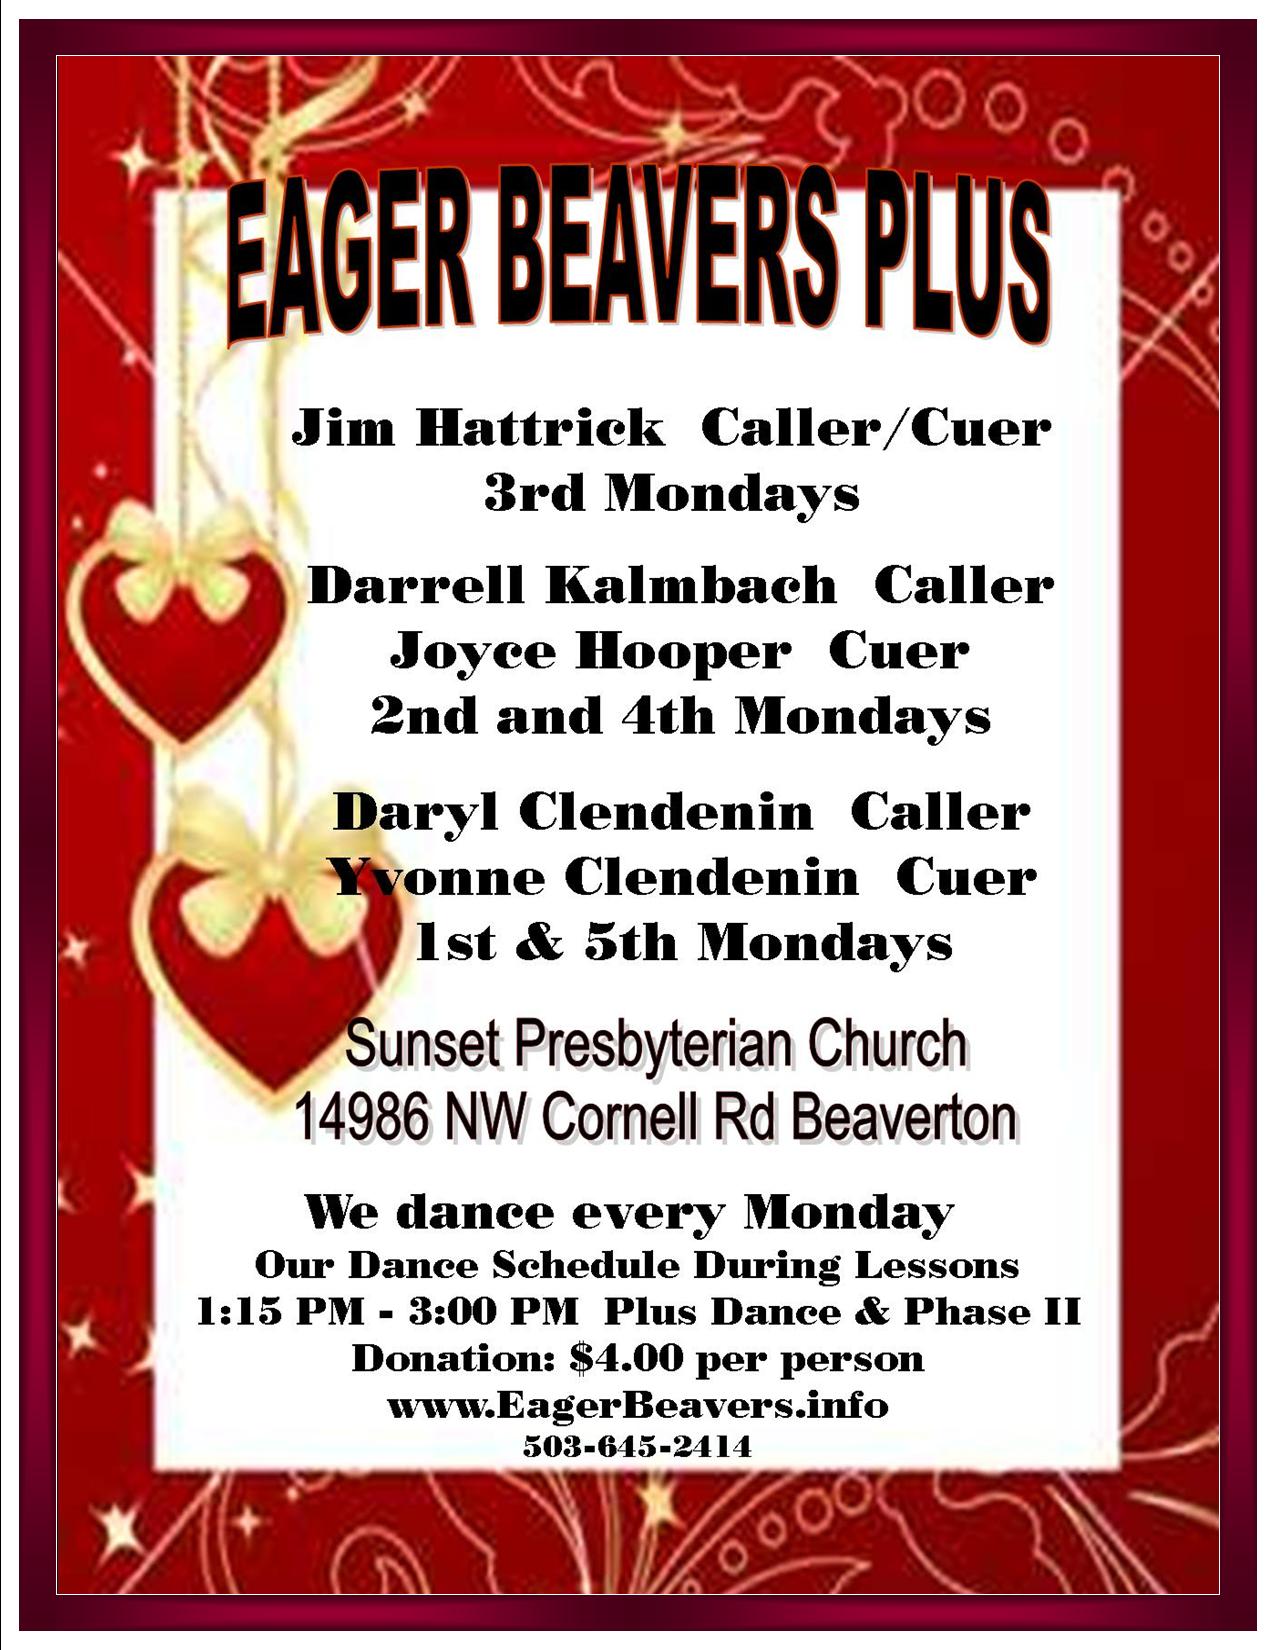 EAGER BEAVERS PLUS
Jim Hattrick Caller/Cuer
3rd Mondays
Darrell Kalmbach Caller
Joyce Hooper Cuer
2nd and 4th Mondays
Daryl Clendenin Caller
Yvonne Clendenin Cuer
1st & 5th Mondays
Sunset Presbyterian Church
14986 NW Cornell Rd Beaverton
We dance every Monday
Our Dance Schedule During Lessons
1:15 PM - 3:00 PM Plus Dance & Phase II
Donation: $4.00 per person
www.EagerBeavers.info
503-645-2414